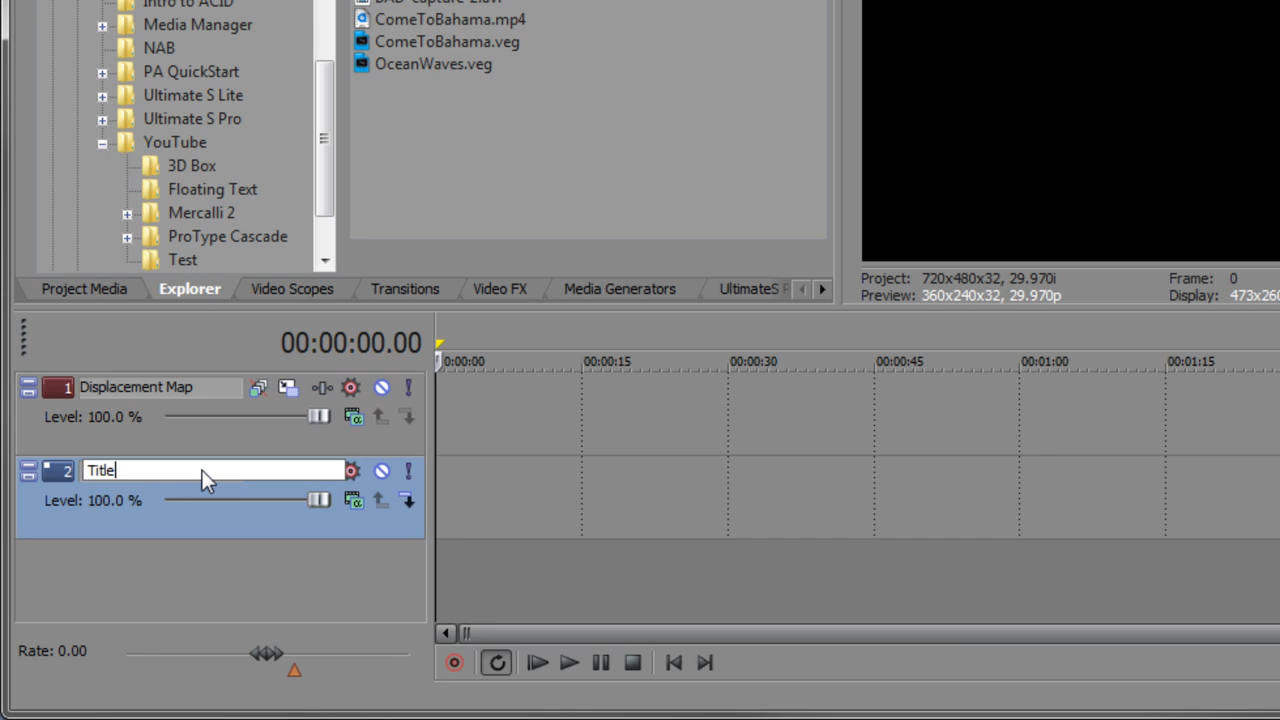 Intro to ACID
Media Manager
NAB
PA QuickStart
Ultimate S Lite
Ultimate S Pro
YouTube
3D Box
Floating Text
Mercalli 2
ProType Cascade
Test
ComeToBahama.mp4
ComeToBahama.veg
OceanWaves.veg
Project Media
Explorer
Video Scopes
Transitions
Video FX
Media Generators
UltimateS
Project: 720x480x32, 29.970i
Frame: 0
Preview: 360x240x32, 29.970p
Display: 473x260
00:00:00.00
0:00:00
00:00:15
00:00:30
00:00:45
00:01:00
00:01:15
1 Displacement Map
Level: 100.0 %
2 Title
Level: 100.0 %
Rate: 0.00